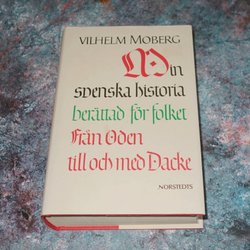 VILHELM MOBERG
Min
svenska historia
berättad för folket
Från Oden
till och med Dacke
NORSTEDTS